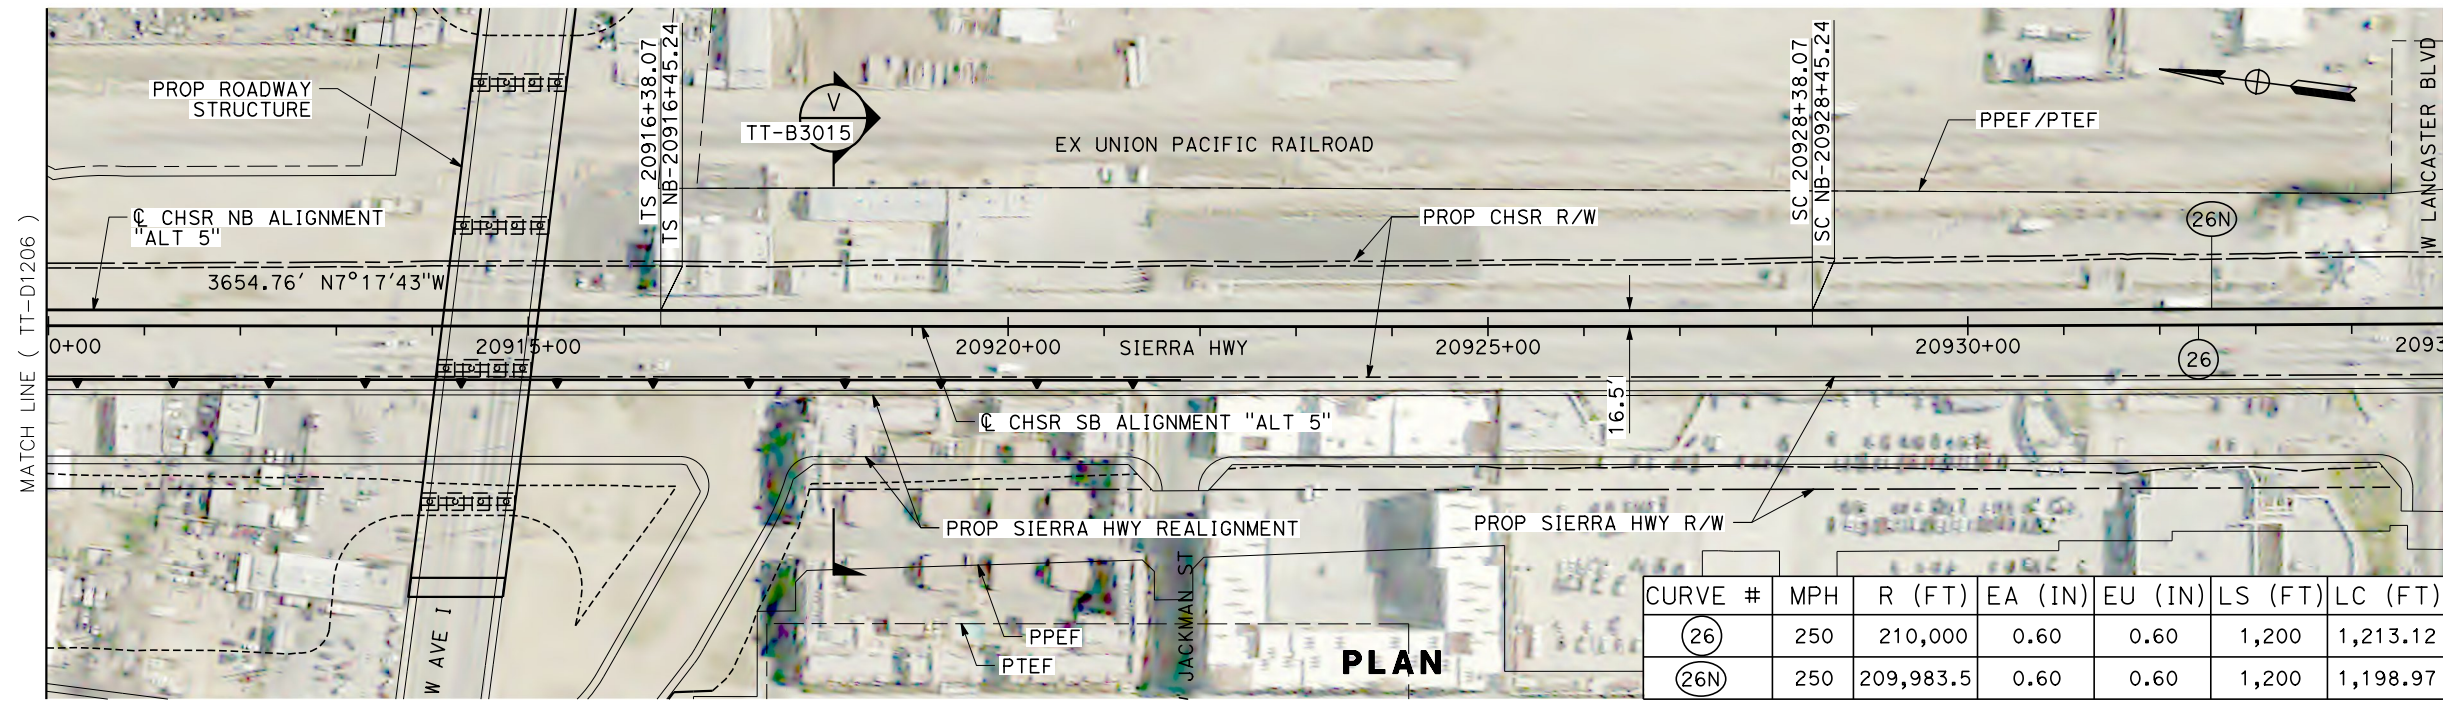 PROP ROADWAY
STRUCTURE
TS 20916+38.07
TS NB-20916+45.24
V
TT-B3015
EX UNION PACIFIC RAILROAD
SC 20928+38.07
SC NB-20928+45.24
PPEF/PTEF
W LANCASTER BLVD
℄ CHSR NB ALIGNMENT
"ALT 5"
PROP CHSR R/W
26N
MATCH LINE ( TT-D1206 )
3654.76' N7°17'43"W
0+00
20915+00
20920+00
SIERRA HWY
20925+00
20930+00
26
2093
16.5'
℄ CHSR SB ALIGNMENT "ALT 5"
PROP SIERRA HWY REALIGNMENT
PROP SIERRA HWY R/W
W AVE I
PPEF
PTEF
JACKMAN ST
PLAN
CURVE # MPH R (FT) EA (IN) EU (IN) LS (FT) LC (FT)
26 250 210,000 0.60 0.60 1,200 1,213.12
26N 250 209,983.5 0.60 0.60 1,200 1,198.97